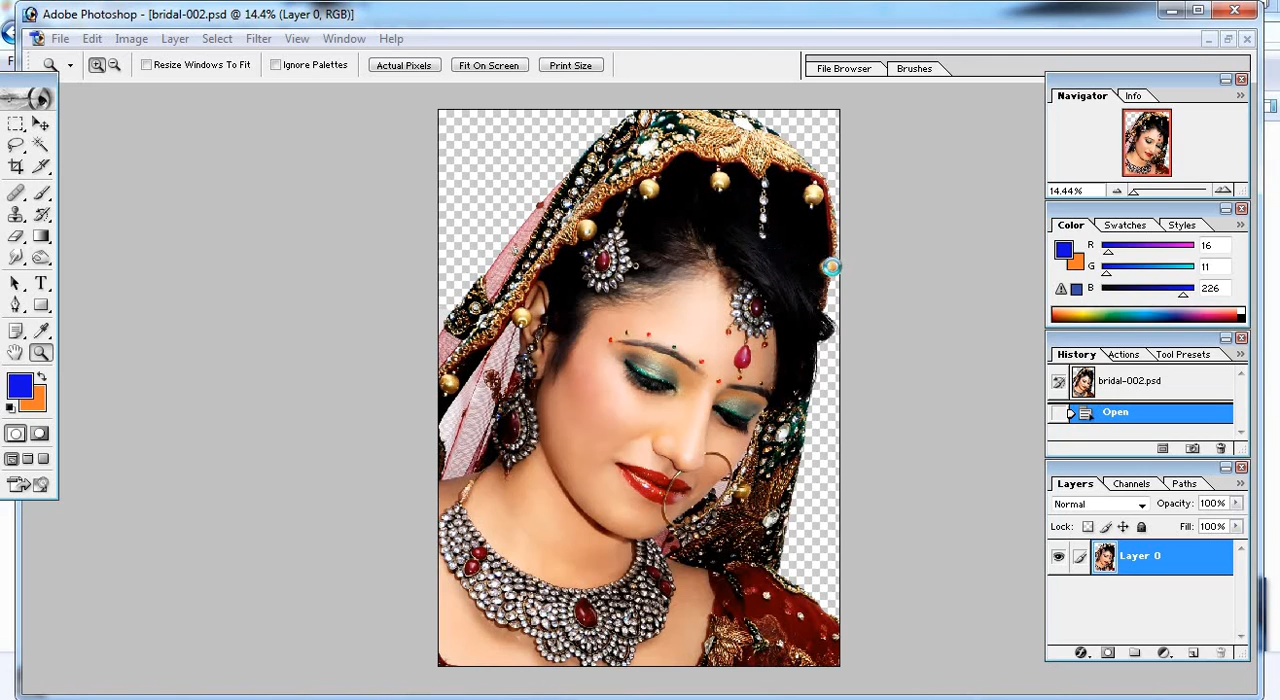 Adobe Photoshop - [bridal-002.psd @ 14.4% (Layer 0, RGB)]
File Edit Image Layer Select Filter View Window Help
Resize Windows To Fit Ignore Palettes Actual Pixels Fit On Screen Print Size File Browser Brushes
Navigator Info
14.44%
Color Swatches Styles
R 16
G 11
B 226
History Actions Tool Presets
bridal-002.psd
Open
Layers Channels Paths
Normal Opacity: 100%
Lock: Fill: 100%
Layer 0